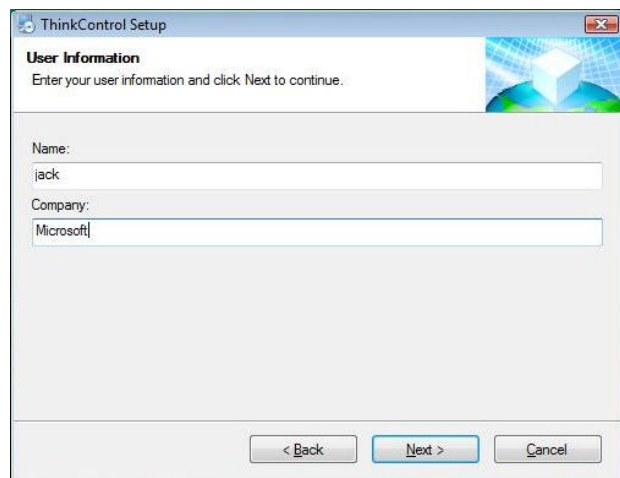 ThinkControl Setup
User Information
Enter your user information and click Next to continue.
Name:
jack
Company:
Microsoft
< Back
Next >
Cancel